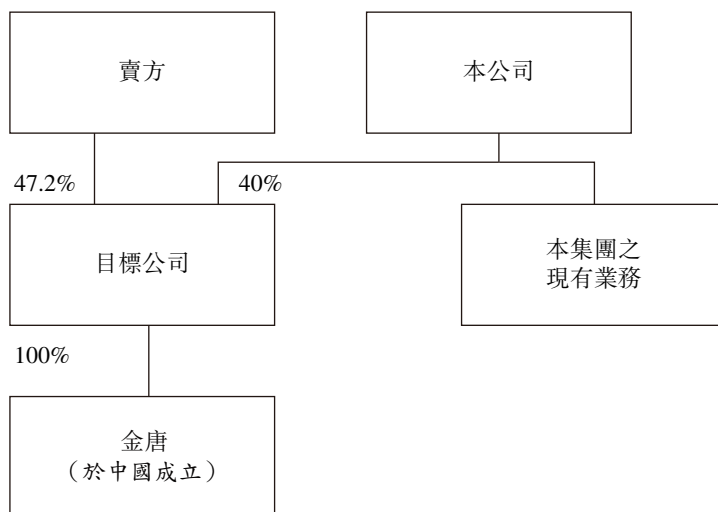 賣方
本公司
47.2%
40%
目標公司
本集團之
現有業務
100%
金唐
（於中國成立）